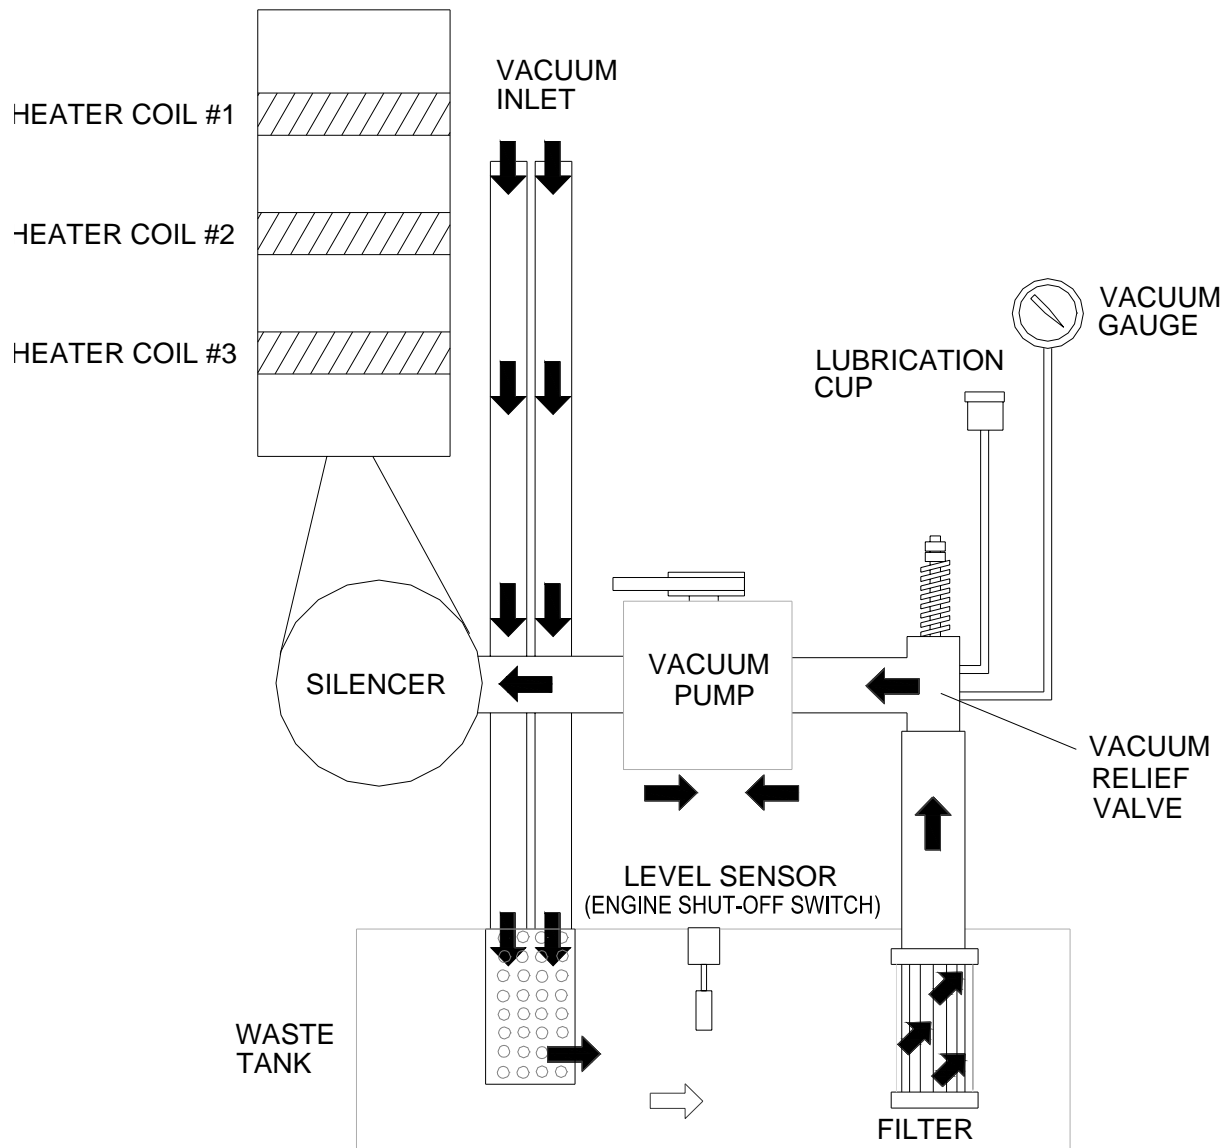 VACUUM
INLET
HEATER COIL #1
HEATER COIL #2
HEATER COIL #3
VACUUM
GAUGE
LUBRICATION
CUP
SILENCER
VACUUM
PUMP
VACUUM
RELIEF
VALVE
LEVEL SENSOR
(ENGINE SHUT-OFF SWITCH)
WASTE
TANK
FILTER